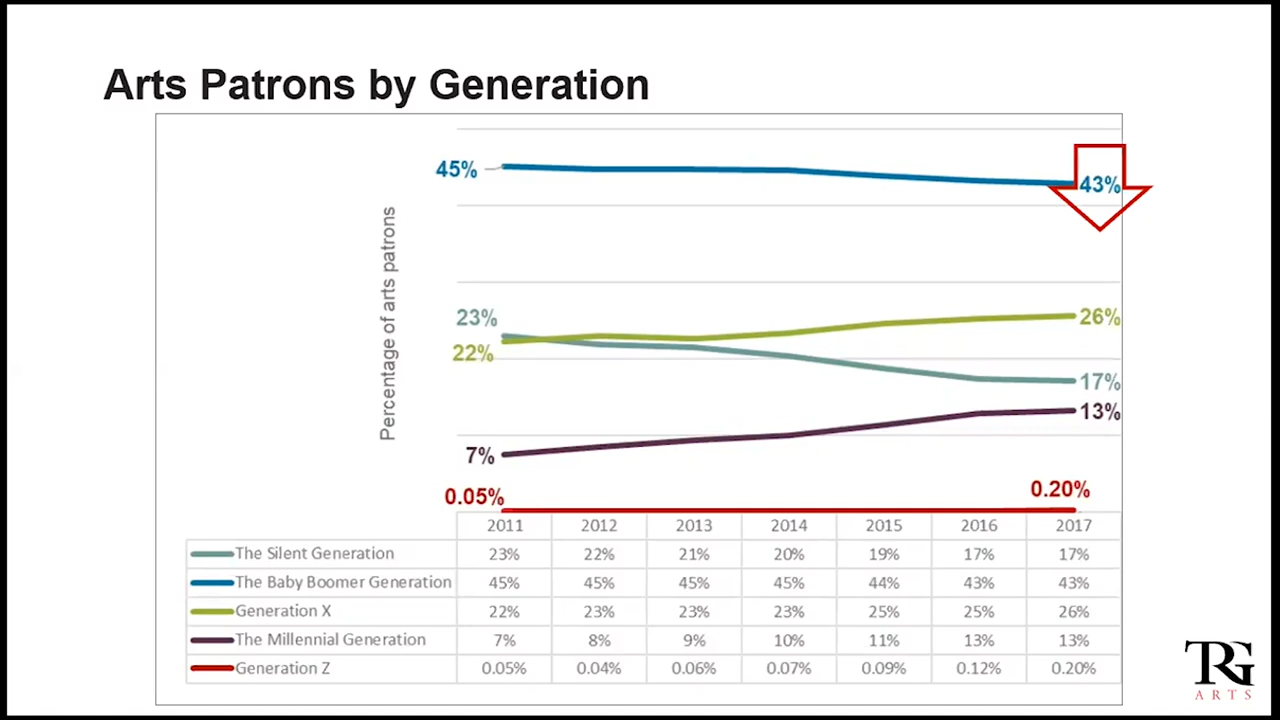 Arts Patrons by Generation
45%
43%
Percentage of arts patrons
23%
22%
26%
17%
13%
7%
0.05%
0.20%
2011 2012 2013 2014 2015 2016 2017
The Silent Generation 23% 22% 21% 20% 19% 17% 17%
The Baby Boomer Generation 45% 45% 45% 45% 44% 43% 43%
Generation X 22% 23% 23% 23% 25% 25% 26%
The Millennial Generation 7% 8% 9% 10% 11% 13% 13%
Generation Z 0.05% 0.04% 0.06% 0.07% 0.09% 0.12% 0.20%
TRG
ARTS